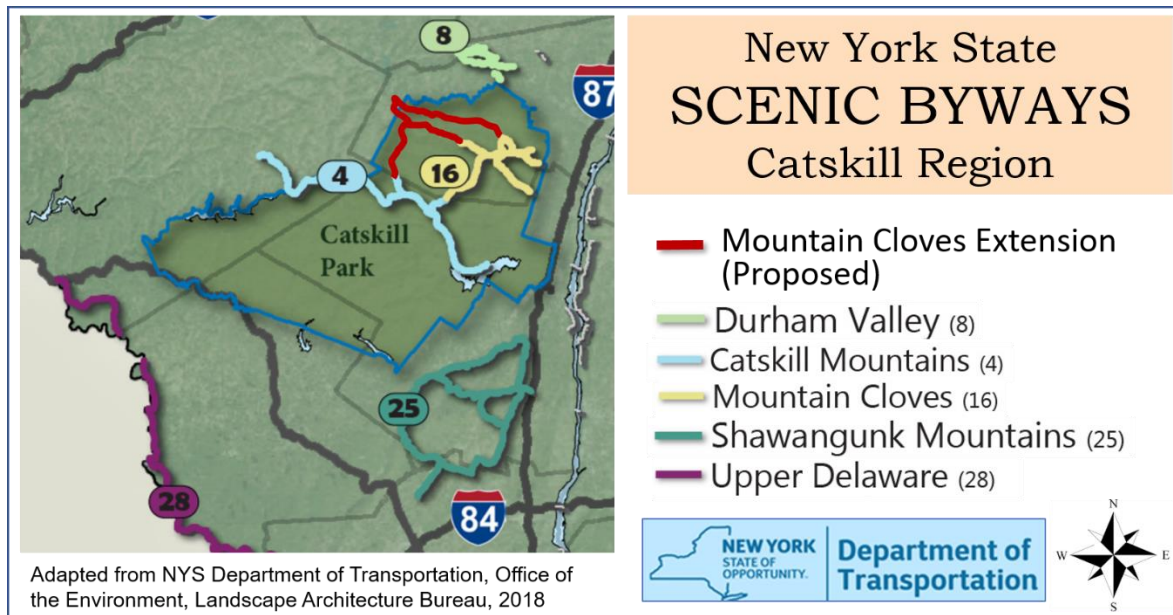 8
87
4
16
Catskill
Park
25
28
84
Adapted from NYS Department of Transportation, Office of
the Environment, Landscape Architecture Bureau, 2018
New York State
SCENIC BYWAYS
Catskill Region
Mountain Cloves Extension
(Proposed)
Durham Valley (8)
Catskill Mountains (4)
Mountain Cloves (16)
Shawangunk Mountains (25)
Upper Delaware (28)
NEW YORK
STATE OF
OPPORTUNITY.
Department of
Transportation
N
W
E
S